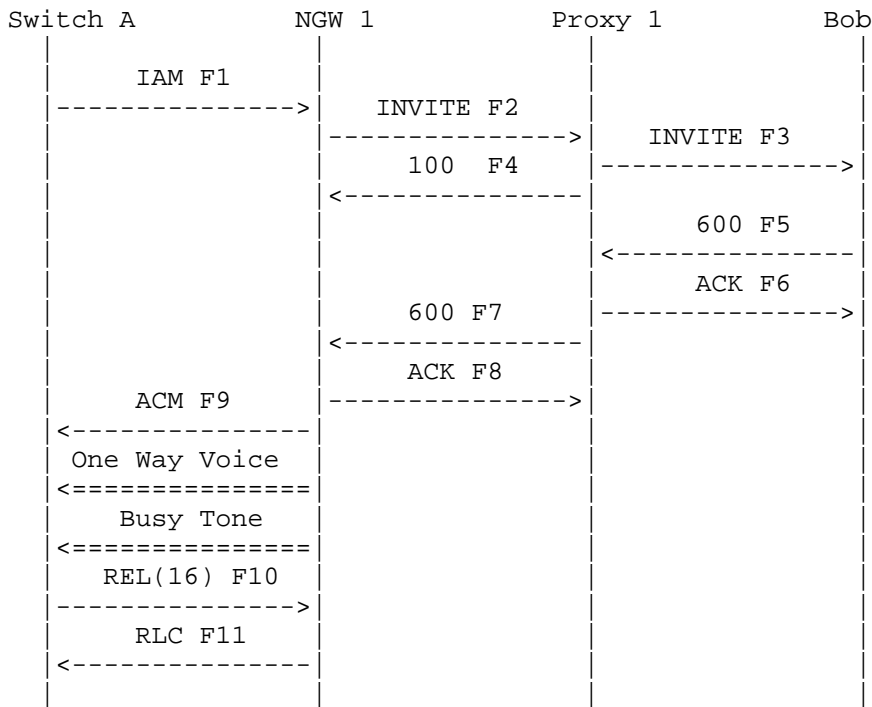 Switch A NGW 1 Proxy 1 Bob
IAM F1
INVITE F2
INVITE F3
100 F4
600 F5
ACK F6
600 F7
ACK F8
ACM F9
One Way Voice
Busy Tone
REL(16) F10
RLC F11